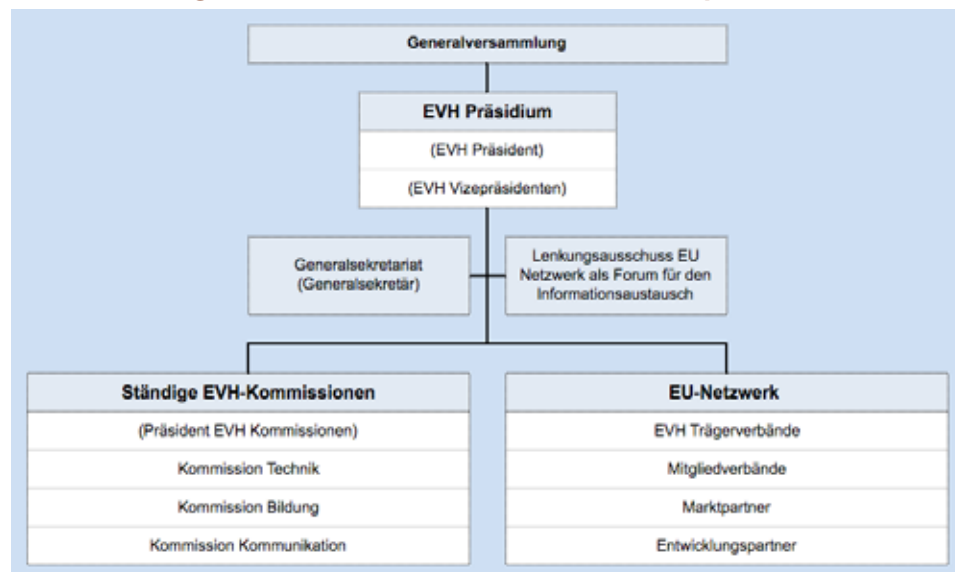 Generalversammlung
EVH Präsidium
(EVH Präsident)
(EVH Vizepräsidenten)
Generalsekretariat
(Generalsekretär)
Lenkungsausschuss EU
Netzwerk als Forum für den
Informationsaustausch
Ständige EVH-Kommissionen
(Präsident EVH Kommissionen)
Kommission Technik
Kommission Bildung
Kommission Kommunikation
EU-Netzwerk
EVH Trägerverbände
Mitgliedverbände
Marktpartner
Entwicklungspartner